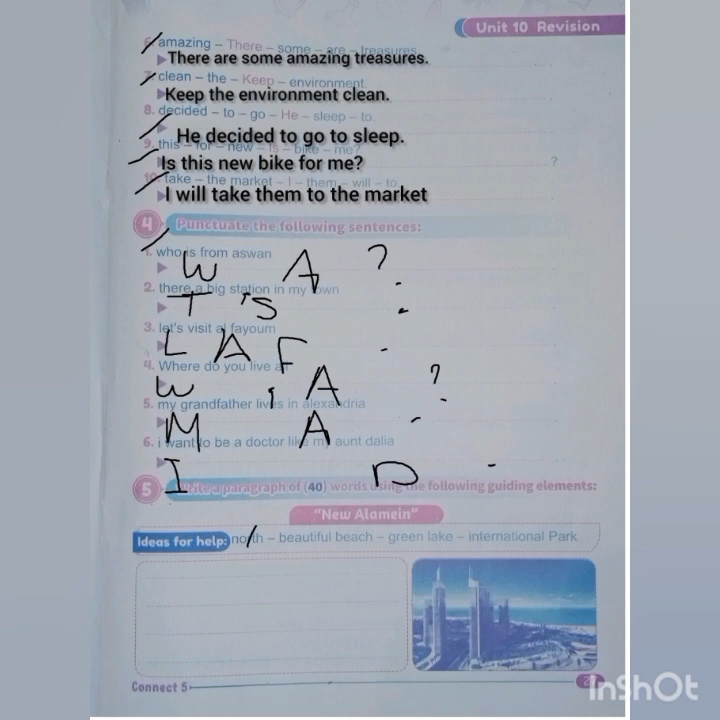 Unit 10 Revision
6. amazing – There – some – are – treasures.
There are some amazing treasures.
7. clean – the – Keep – environment.
Keep the environment clean.
8. decided – to – go – He – sleep – to.
He decided to go to sleep.
9. this – for – new – Is – bike – me?
Is this new bike for me?
?
10. take – the market – I – them – will – to
I will take them to the market
4 Punctuate the following sentences:
1. who is from aswan
W A ?
2. there,a big station in my town
T 's .
3. let's visit al fayoum
L A F .
4. Where do you live
W , A ?
5. my grandfather lives in alexandria
M A .
6. i want to be a doctor like my aunt dalia
I D .
5 Write a paragraph of (40) words using the following guiding elements:
"New Alamein"
Ideas for help: north – beautiful beach – green lake – international Park
Connect 5
InShOt